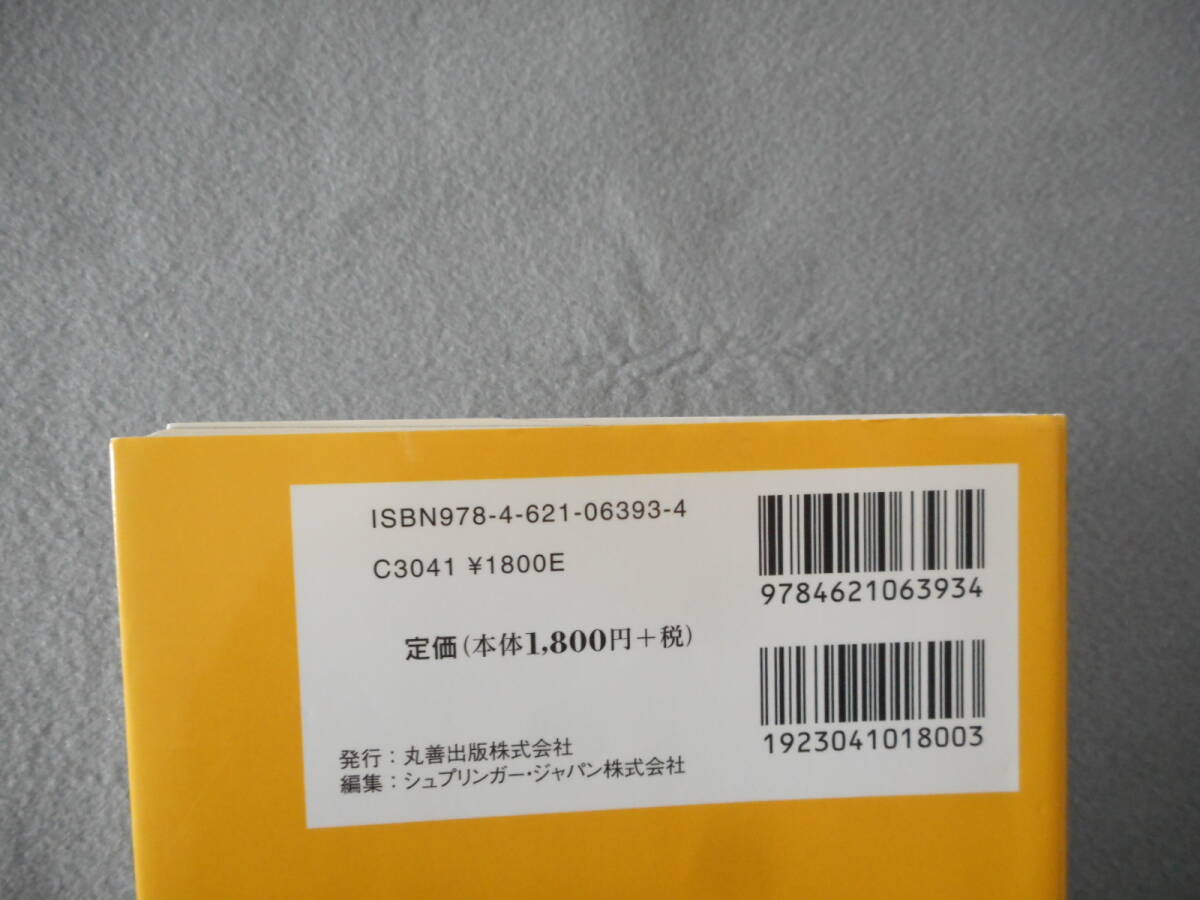 ISBN978-4-621-06393-4
C3041 ¥1800E
定価(本体1,800円+税)
発行：丸善出版株式会社
編集：シュプリンガー・ジャパン株式会社
9784621063934
1923041018003